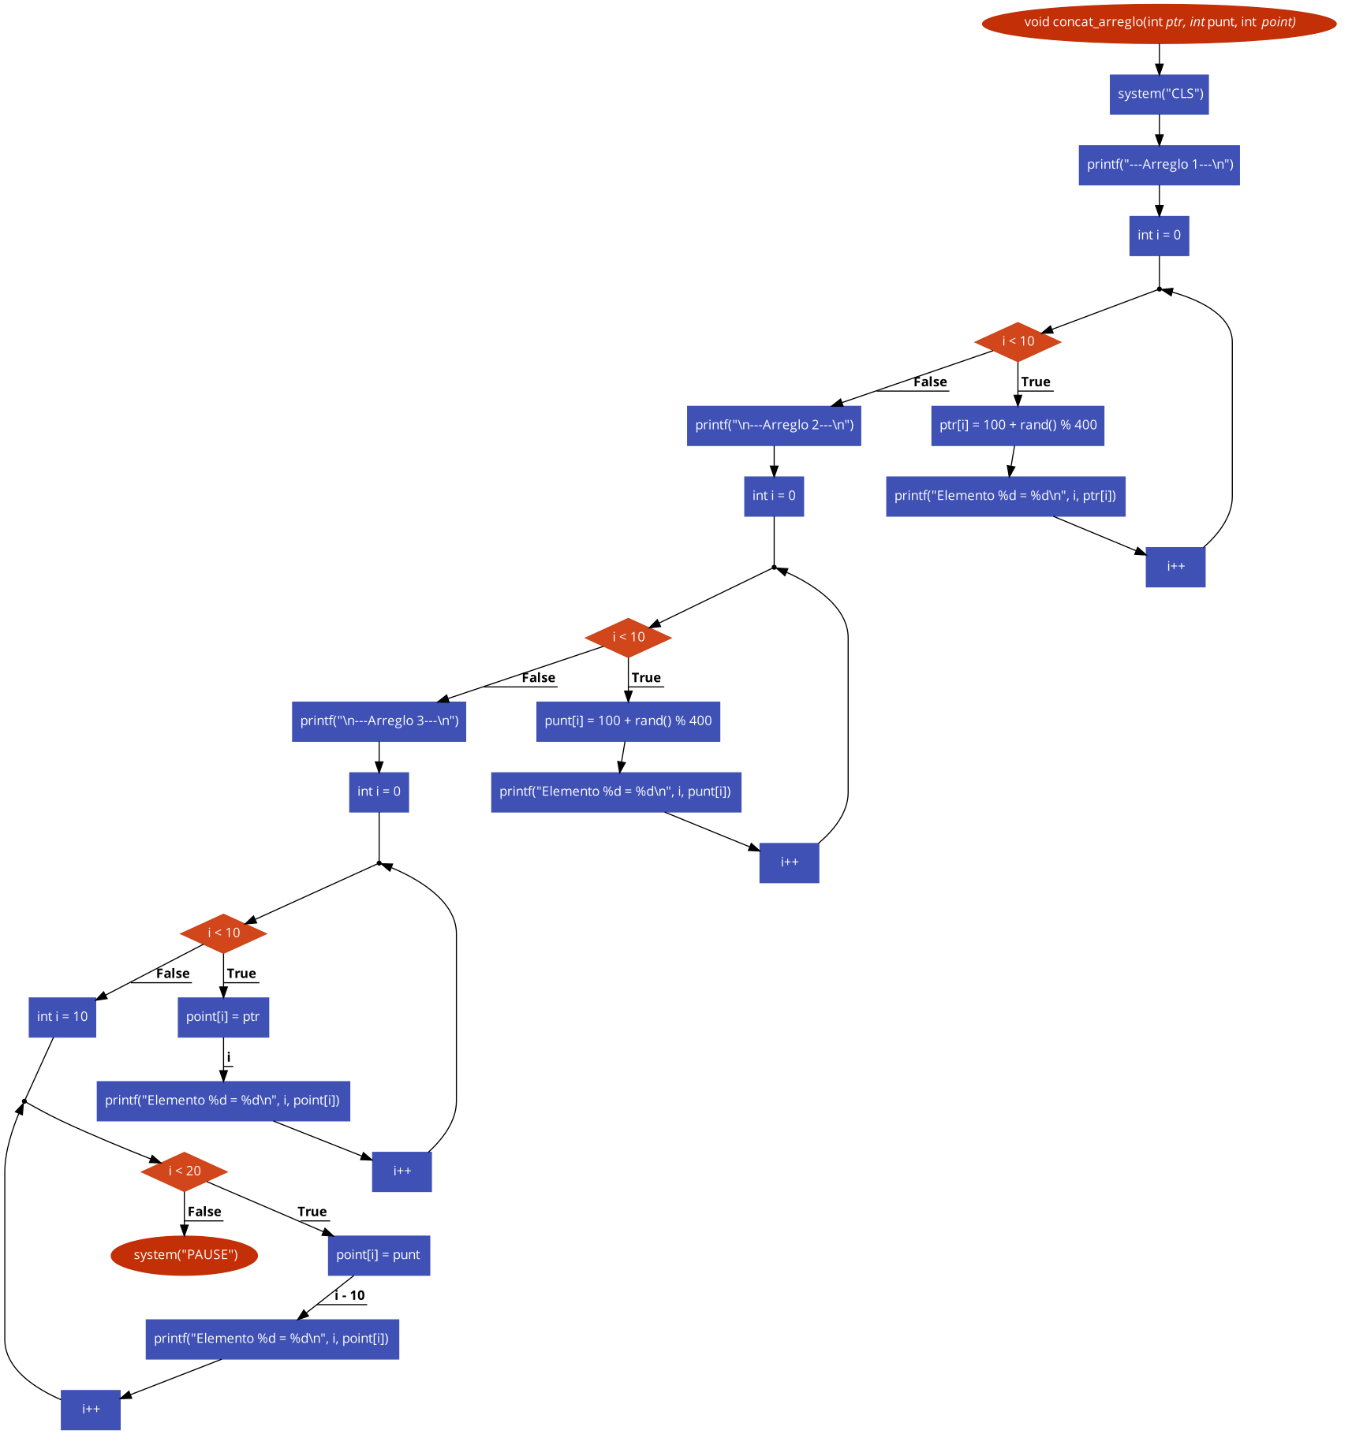 void concat_arreglo(int ptr, int punt, int point)
system("CLS")
printf("---Arreglo 1---\n")
int i = 0
i < 10
False
True
ptr[i] = 100 + rand() % 400
printf("Elemento %d = %d\n", i, ptr[i])
i++
printf("\n---Arreglo 2---\n")
int i = 0
i < 10
False
True
punt[i] = 100 + rand() % 400
printf("Elemento %d = %d\n", i, punt[i])
i++
printf("\n---Arreglo 3---\n")
int i = 0
i < 10
False
True
point[i] = ptr
i
printf("Elemento %d = %d\n", i, point[i])
i++
int i = 10
i < 20
False
True
system("PAUSE")
point[i] = punt
i - 10
printf("Elemento %d = %d\n", i, point[i])
i++